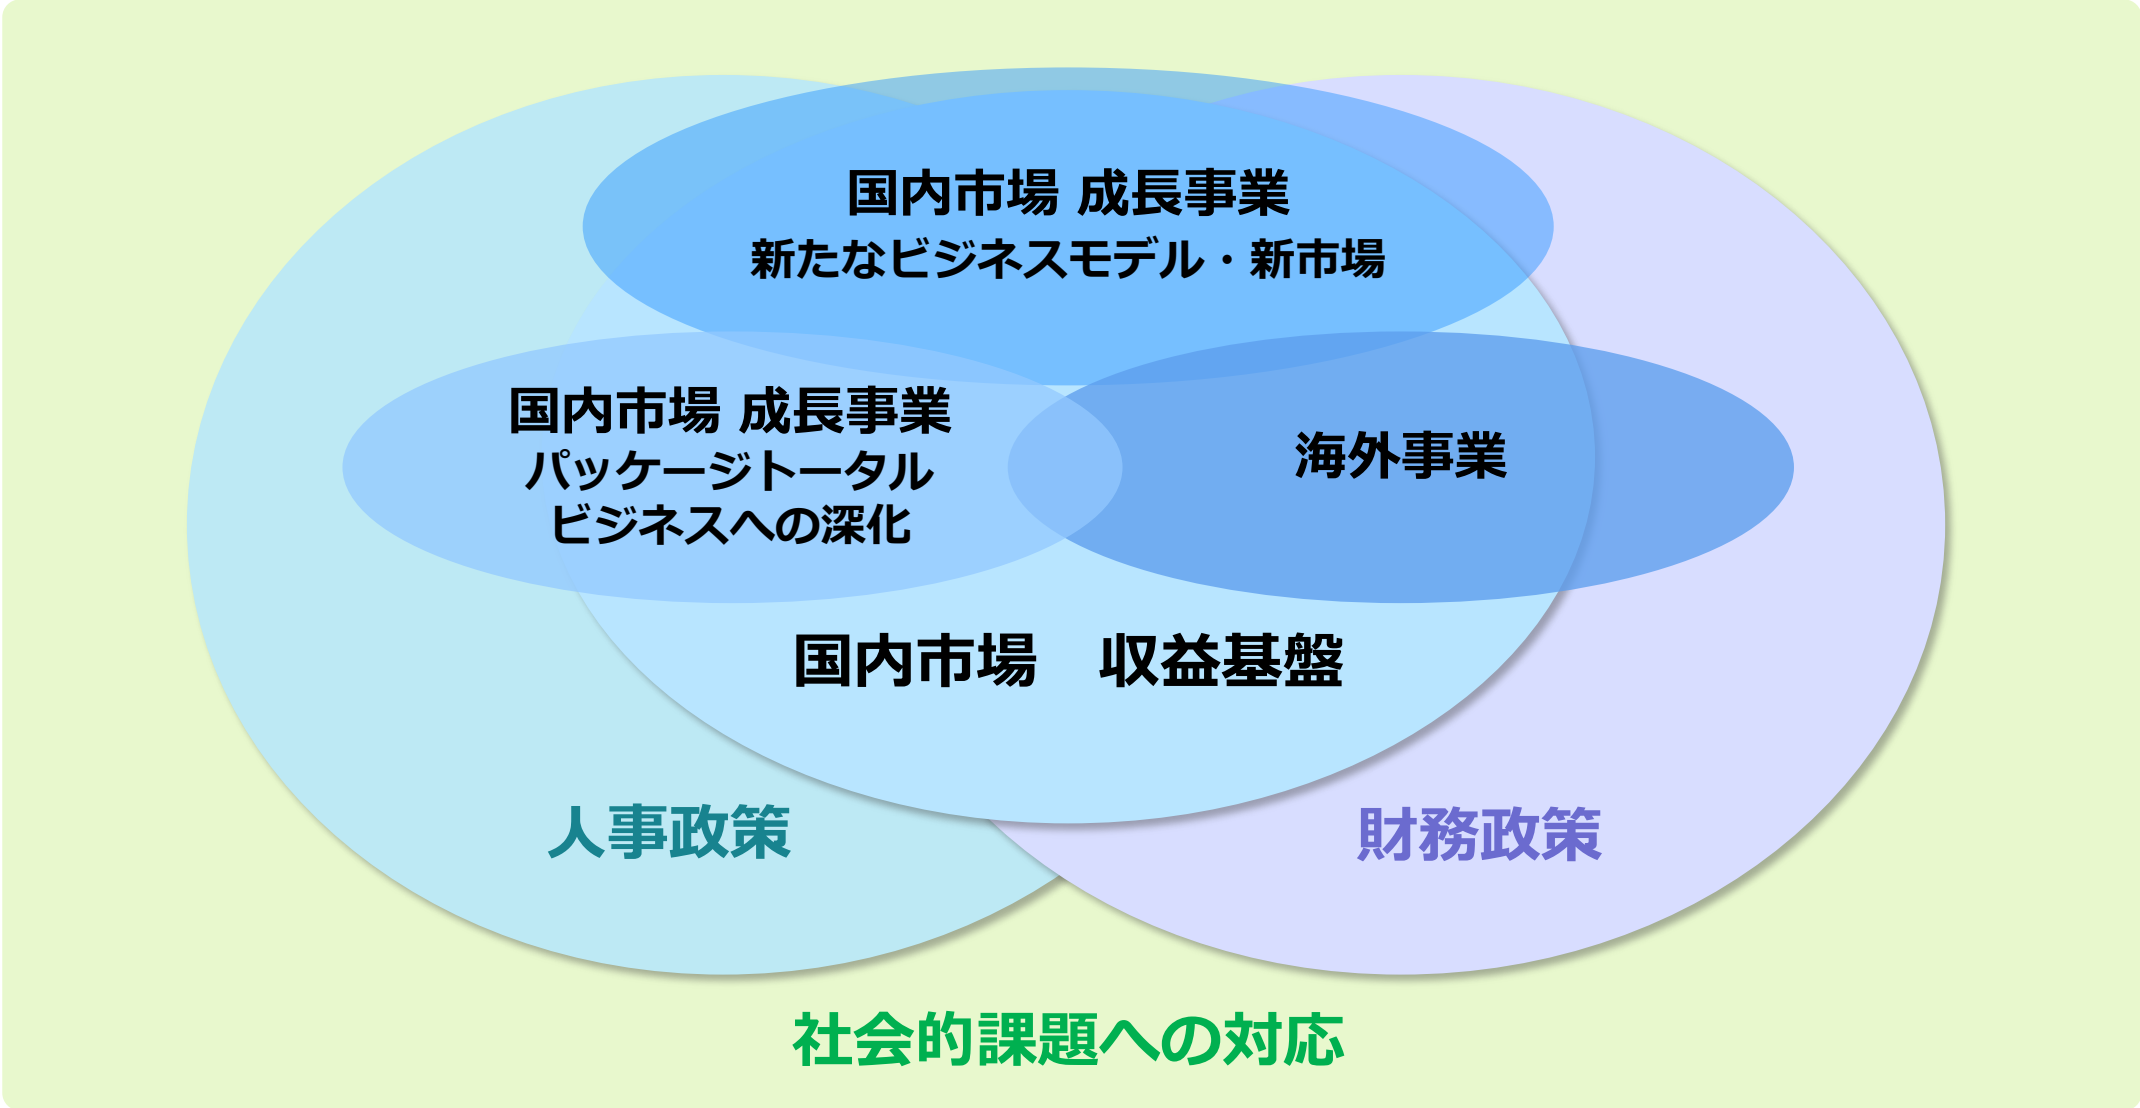 国内市場 成長事業
新たなビジネスモデル・新市場
国内市場 成長事業
パッケージトータル
ビジネスへの深化
海外事業
国内市場　収益基盤
人事政策
財務政策
社会的課題への対応